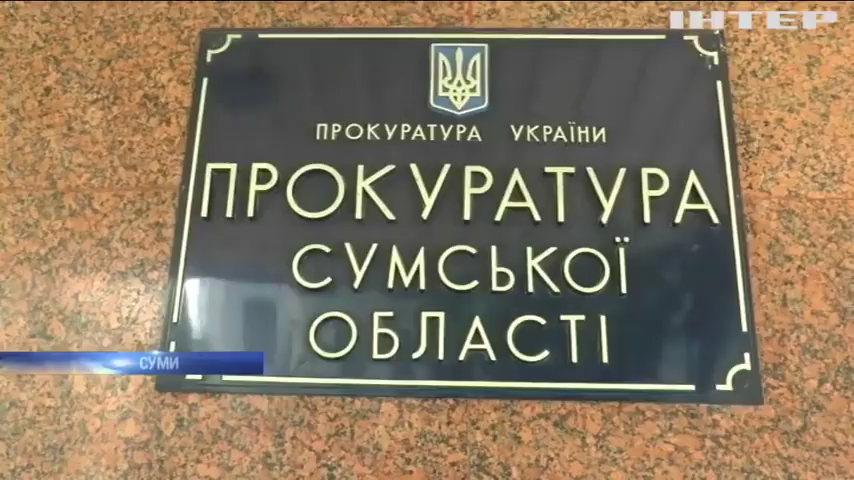 ІНТЕР
ПРОКУРАТУРА УКРАЇНИ
ПРОКУРАТУРА
СУМСЬКОЇ
ОБЛАСТІ
СУМИ